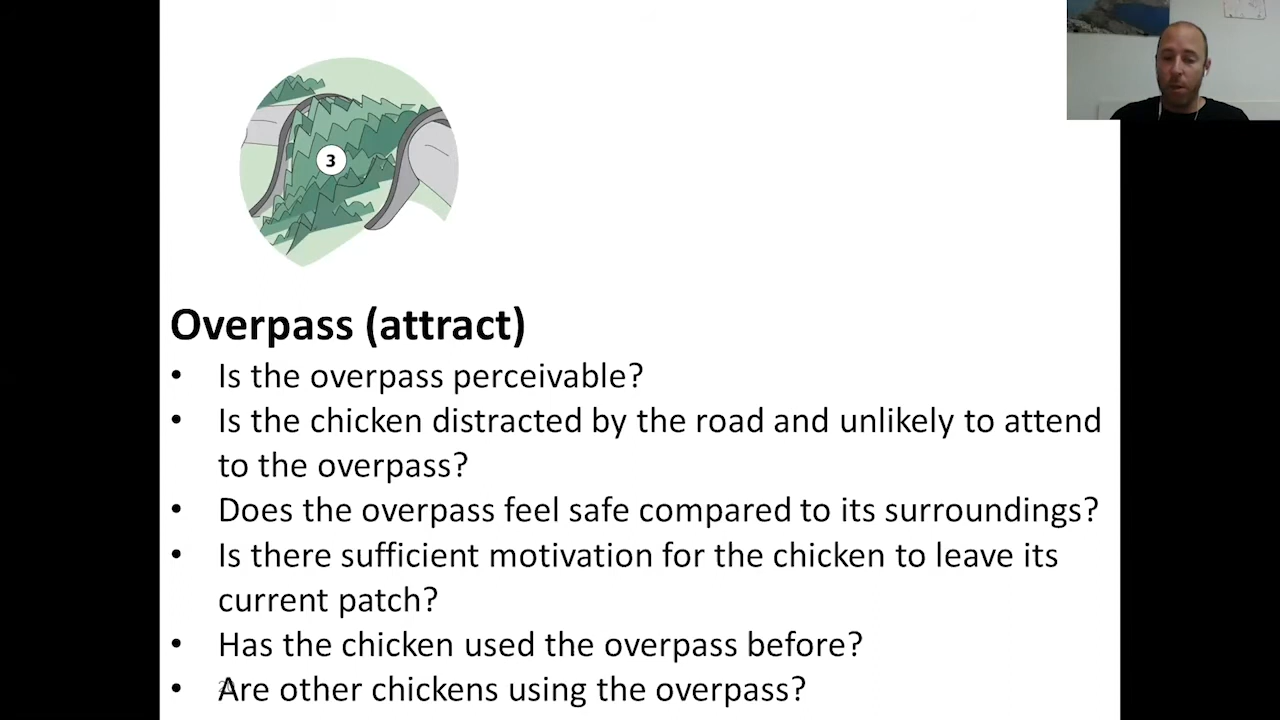 3
Overpass (attract)
• Is the overpass perceivable?
• Is the chicken distracted by the road and unlikely to attend
to the overpass?
• Does the overpass feel safe compared to its surroundings?
• Is there sufficient motivation for the chicken to leave its
current patch?
• Has the chicken used the overpass before?
• Are other chickens using the overpass?